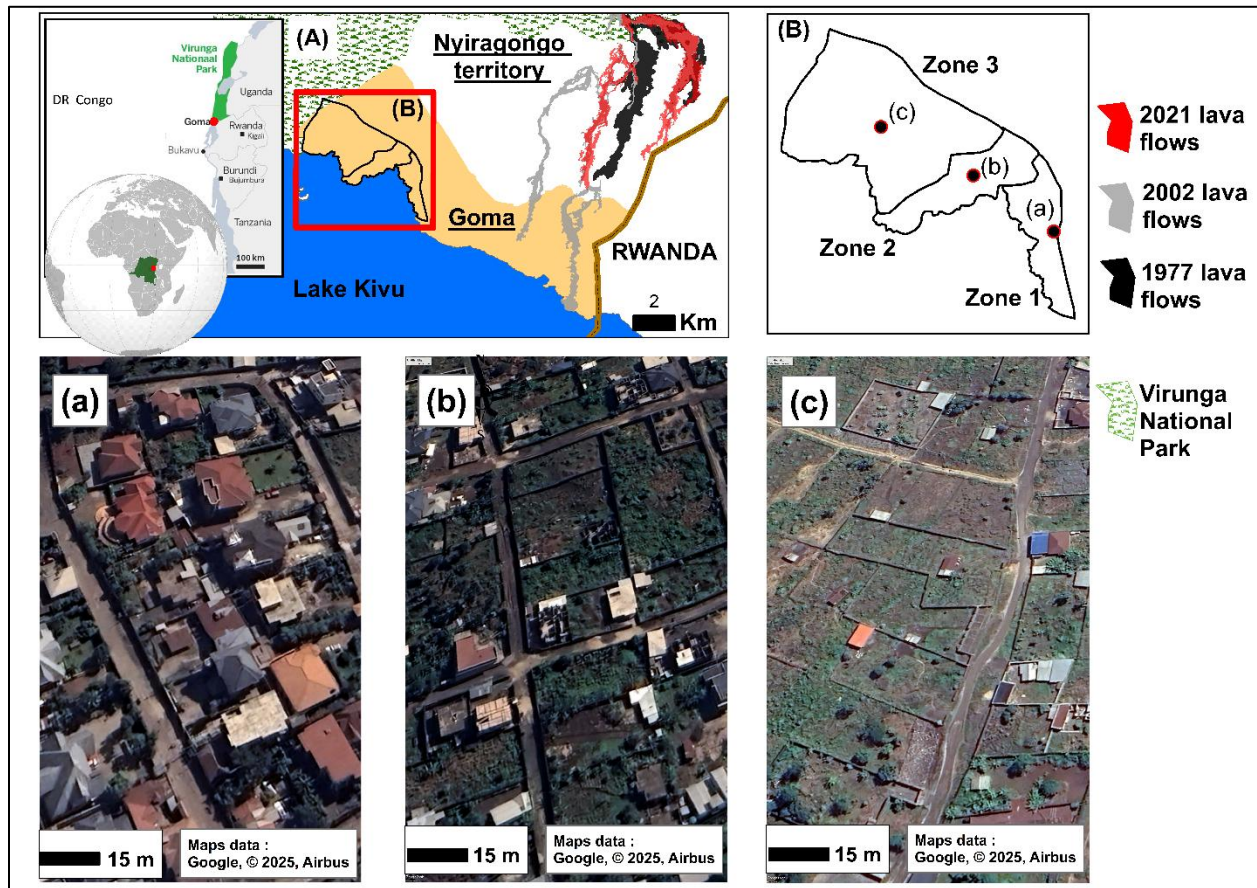 Virunga
Nationaal
Park
DR Congo
Uganda
Goma
Rwanda
Kigali
Bukavu
Burundi
Bujumbura
Tanzania
100 km
(A)
Nyiragongo
territory
(B)
Goma
RWANDA
Lake Kivu
2
Km
(B)
Zone 3
(c)
(b)
(a)
Zone 2
Zone 1
2021 lava
flows
2002 lava
flows
1977 lava
flows
Virunga
National
Park
(a)
15 m
Maps data :
Google, © 2025, Airbus
(b)
15 m
Maps data :
Google, © 2025, Airbus
(c)
15 m
Maps data :
Google, © 2025, Airbus